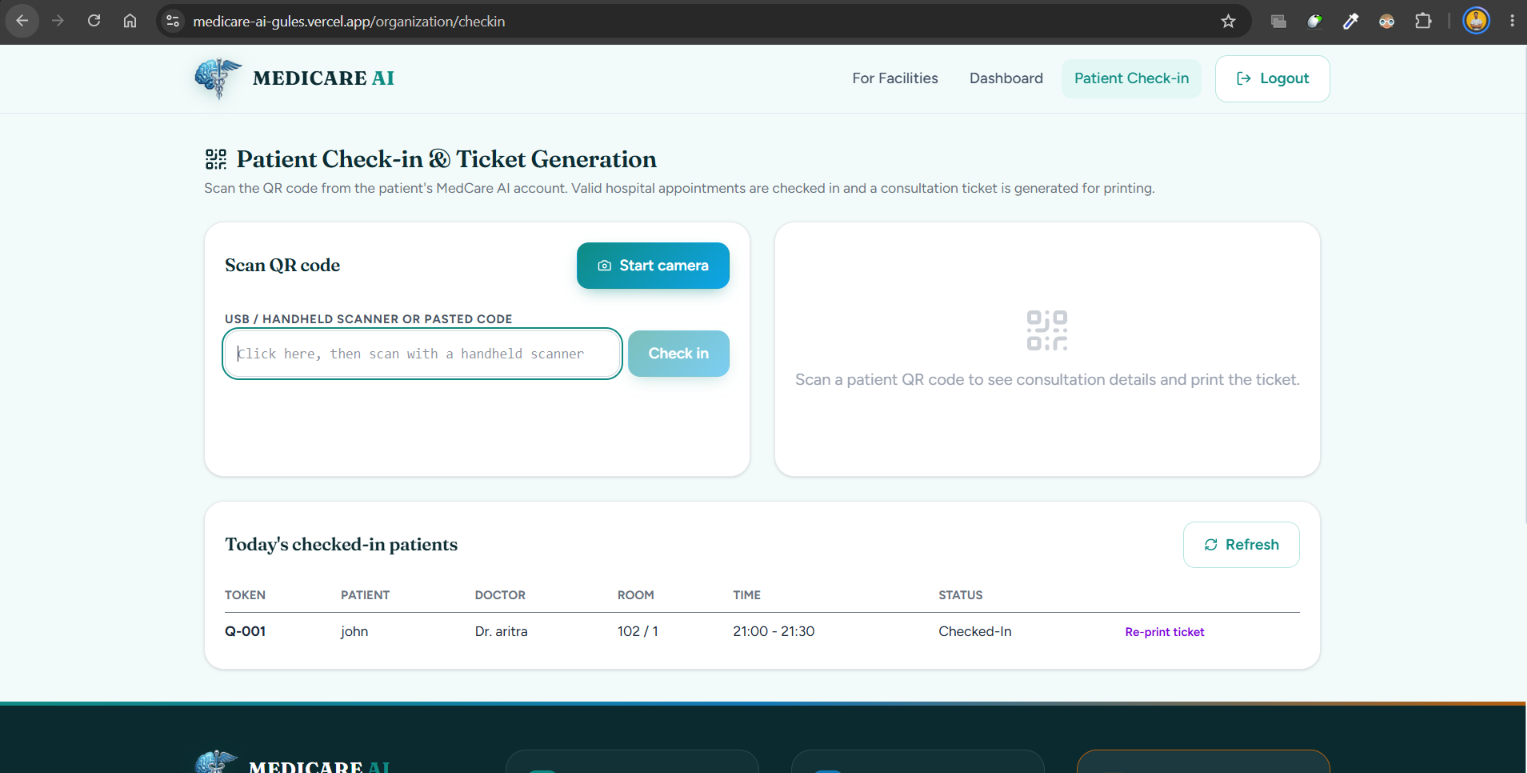 medicare-ai-gules.vercel.app/organization/checkin
MEDICARE AI
For Facilities
Dashboard
Patient Check-in
Logout
Patient Check-in & Ticket Generation
Scan the QR code from the patient's MedCare AI account. Valid hospital appointments are checked in and a consultation ticket is generated for printing.
Scan QR code
Start camera
USB / HANDHELD SCANNER OR PASTED CODE
Click here, then scan with a handheld scanner
Check in
Scan a patient QR code to see consultation details and print the ticket.
Today's checked-in patients
Refresh
TOKEN PATIENT DOCTOR ROOM TIME STATUS
Q-001 john Dr. aritra 102 / 1 21:00 - 21:30 Checked-In Re-print ticket
MEDICARE AI